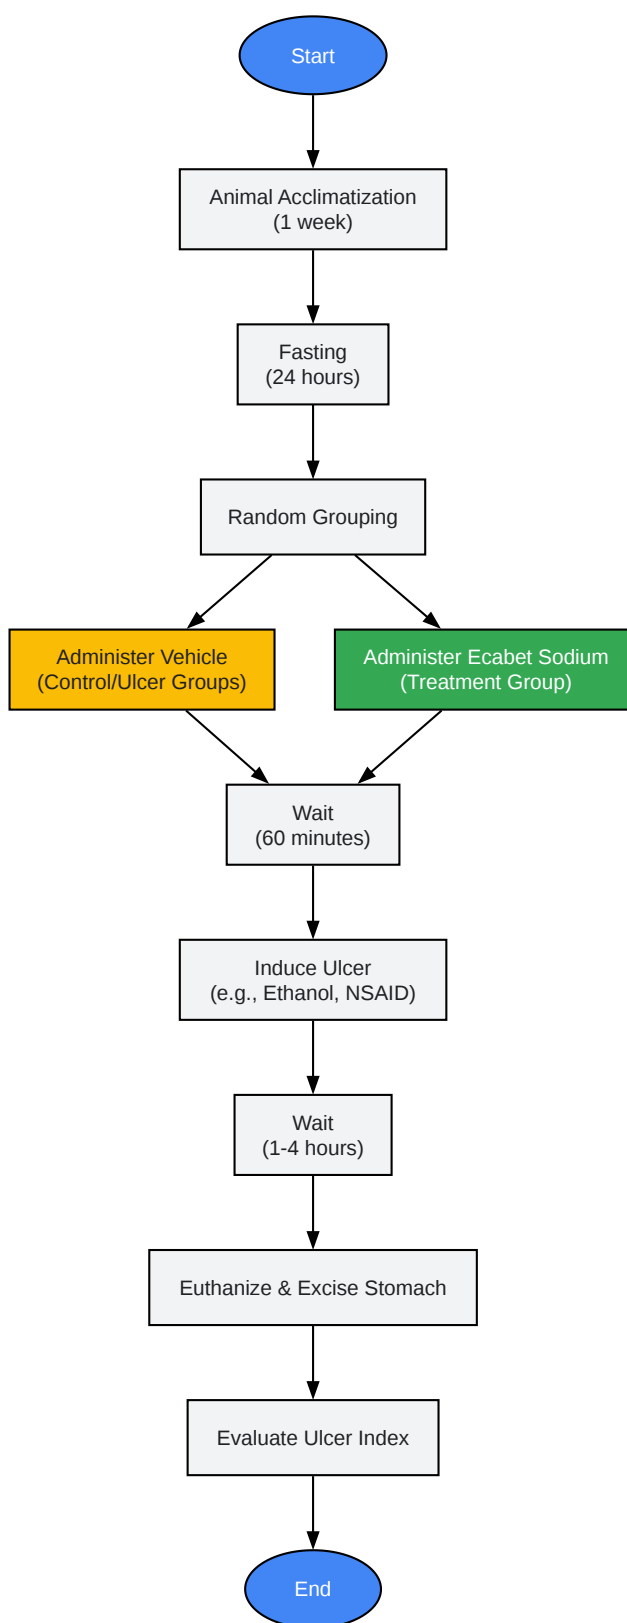 Start
Animal Acclimatization
(1 week)
Fasting
(24 hours)
Random Grouping
Administer Vehicle
(Control/Ulcer Groups)
Administer Ecabet Sodium
(Treatment Group)
Wait
(60 minutes)
Induce Ulcer
(e.g., Ethanol, NSAID)
Wait
(1-4 hours)
Euthanize & Excise Stomach
Evaluate Ulcer Index
End